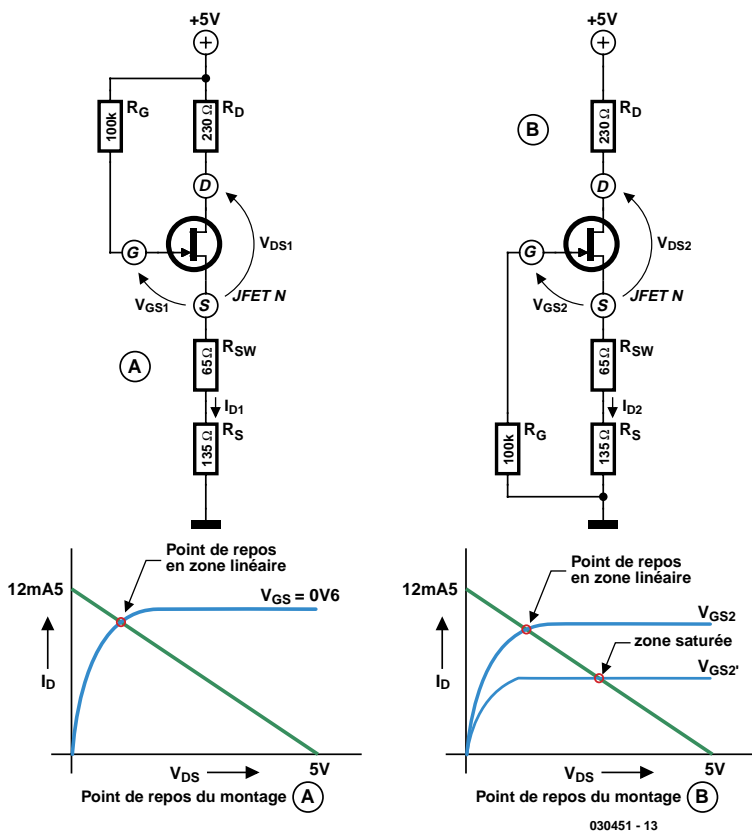 +5V
RG
100k
RD
230 Ω
D
VDS1
G
VGS1
S
JFET N
A
RSW
65 Ω
ID1
RS
135 Ω
+5V
B
RD
230 Ω
D
VDS2
G
VGS2
S
JFET N
RSW
65 Ω
ID2
RG
100k
RS
135 Ω
Point de repos
en zone linéaire
12mA5
VGS = 0V6
ID
VDS
5V
Point de repos du montage A
Point de repos
en zone linéaire
12mA5
VGS2
zone saturée
VGS2'
ID
VDS
5V
Point de repos du montage B
030451 - 13